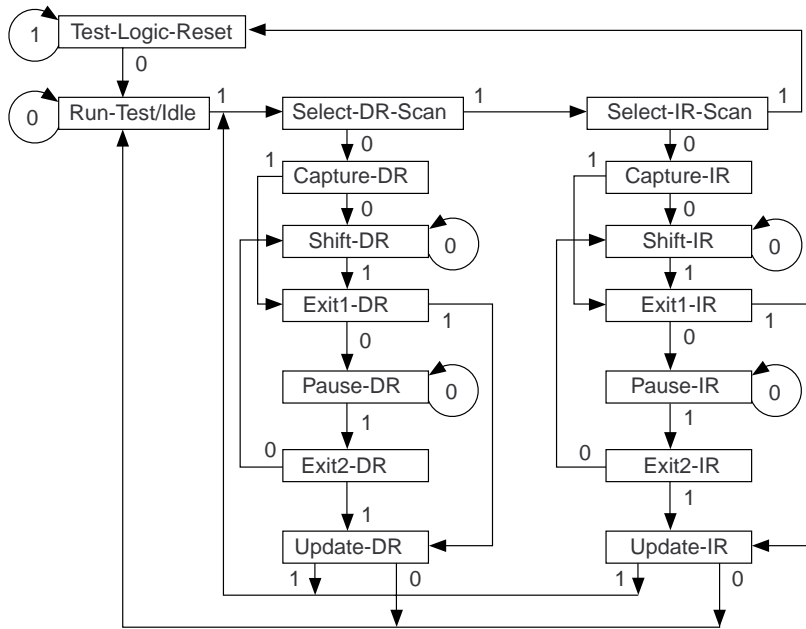 Test-Logic-Reset
1
0
Run-Test/Idle
0
1
Select-DR-Scan
1
Select-IR-Scan
1
0
0
1
Capture-DR
1
Capture-IR
0
0
Shift-DR
0
Shift-IR
0
1
1
Exit1-DR
1
Exit1-IR
1
0
0
Pause-DR
0
Pause-IR
0
1
1
0
Exit2-DR
0
Exit2-IR
1
1
Update-DR
Update-IR
1
0
1
0